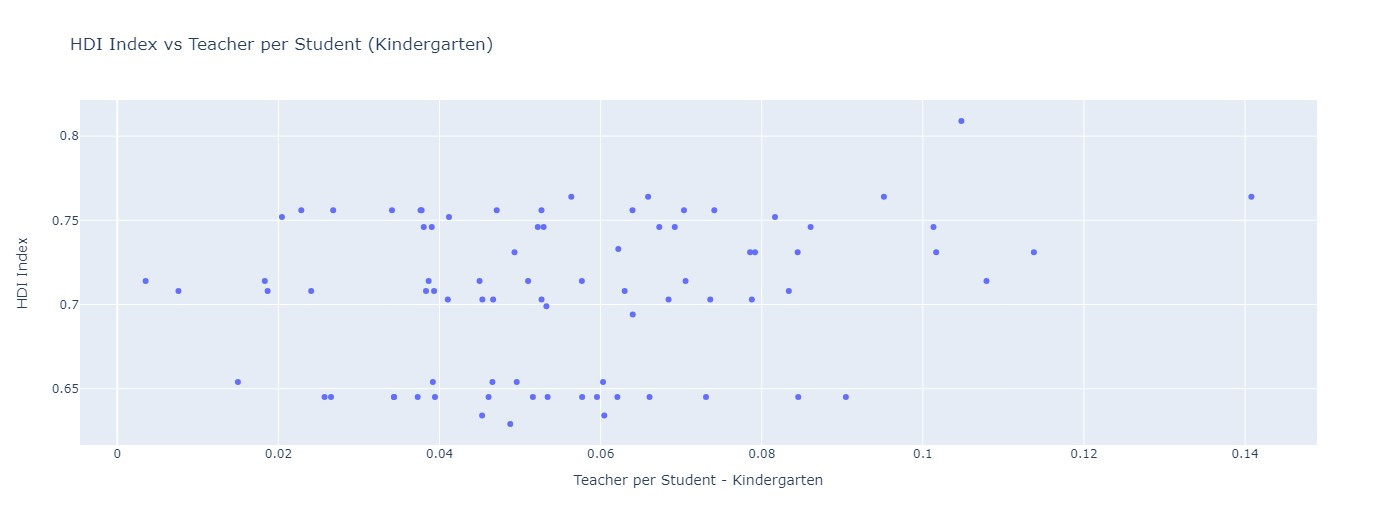 HDI Index vs Teacher per Student (Kindergarten)
HDI Index
0.8
0.75
0.7
0.65
0 0.02 0.04 0.06 0.08 0.1 0.12 0.14
Teacher per Student - Kindergarten